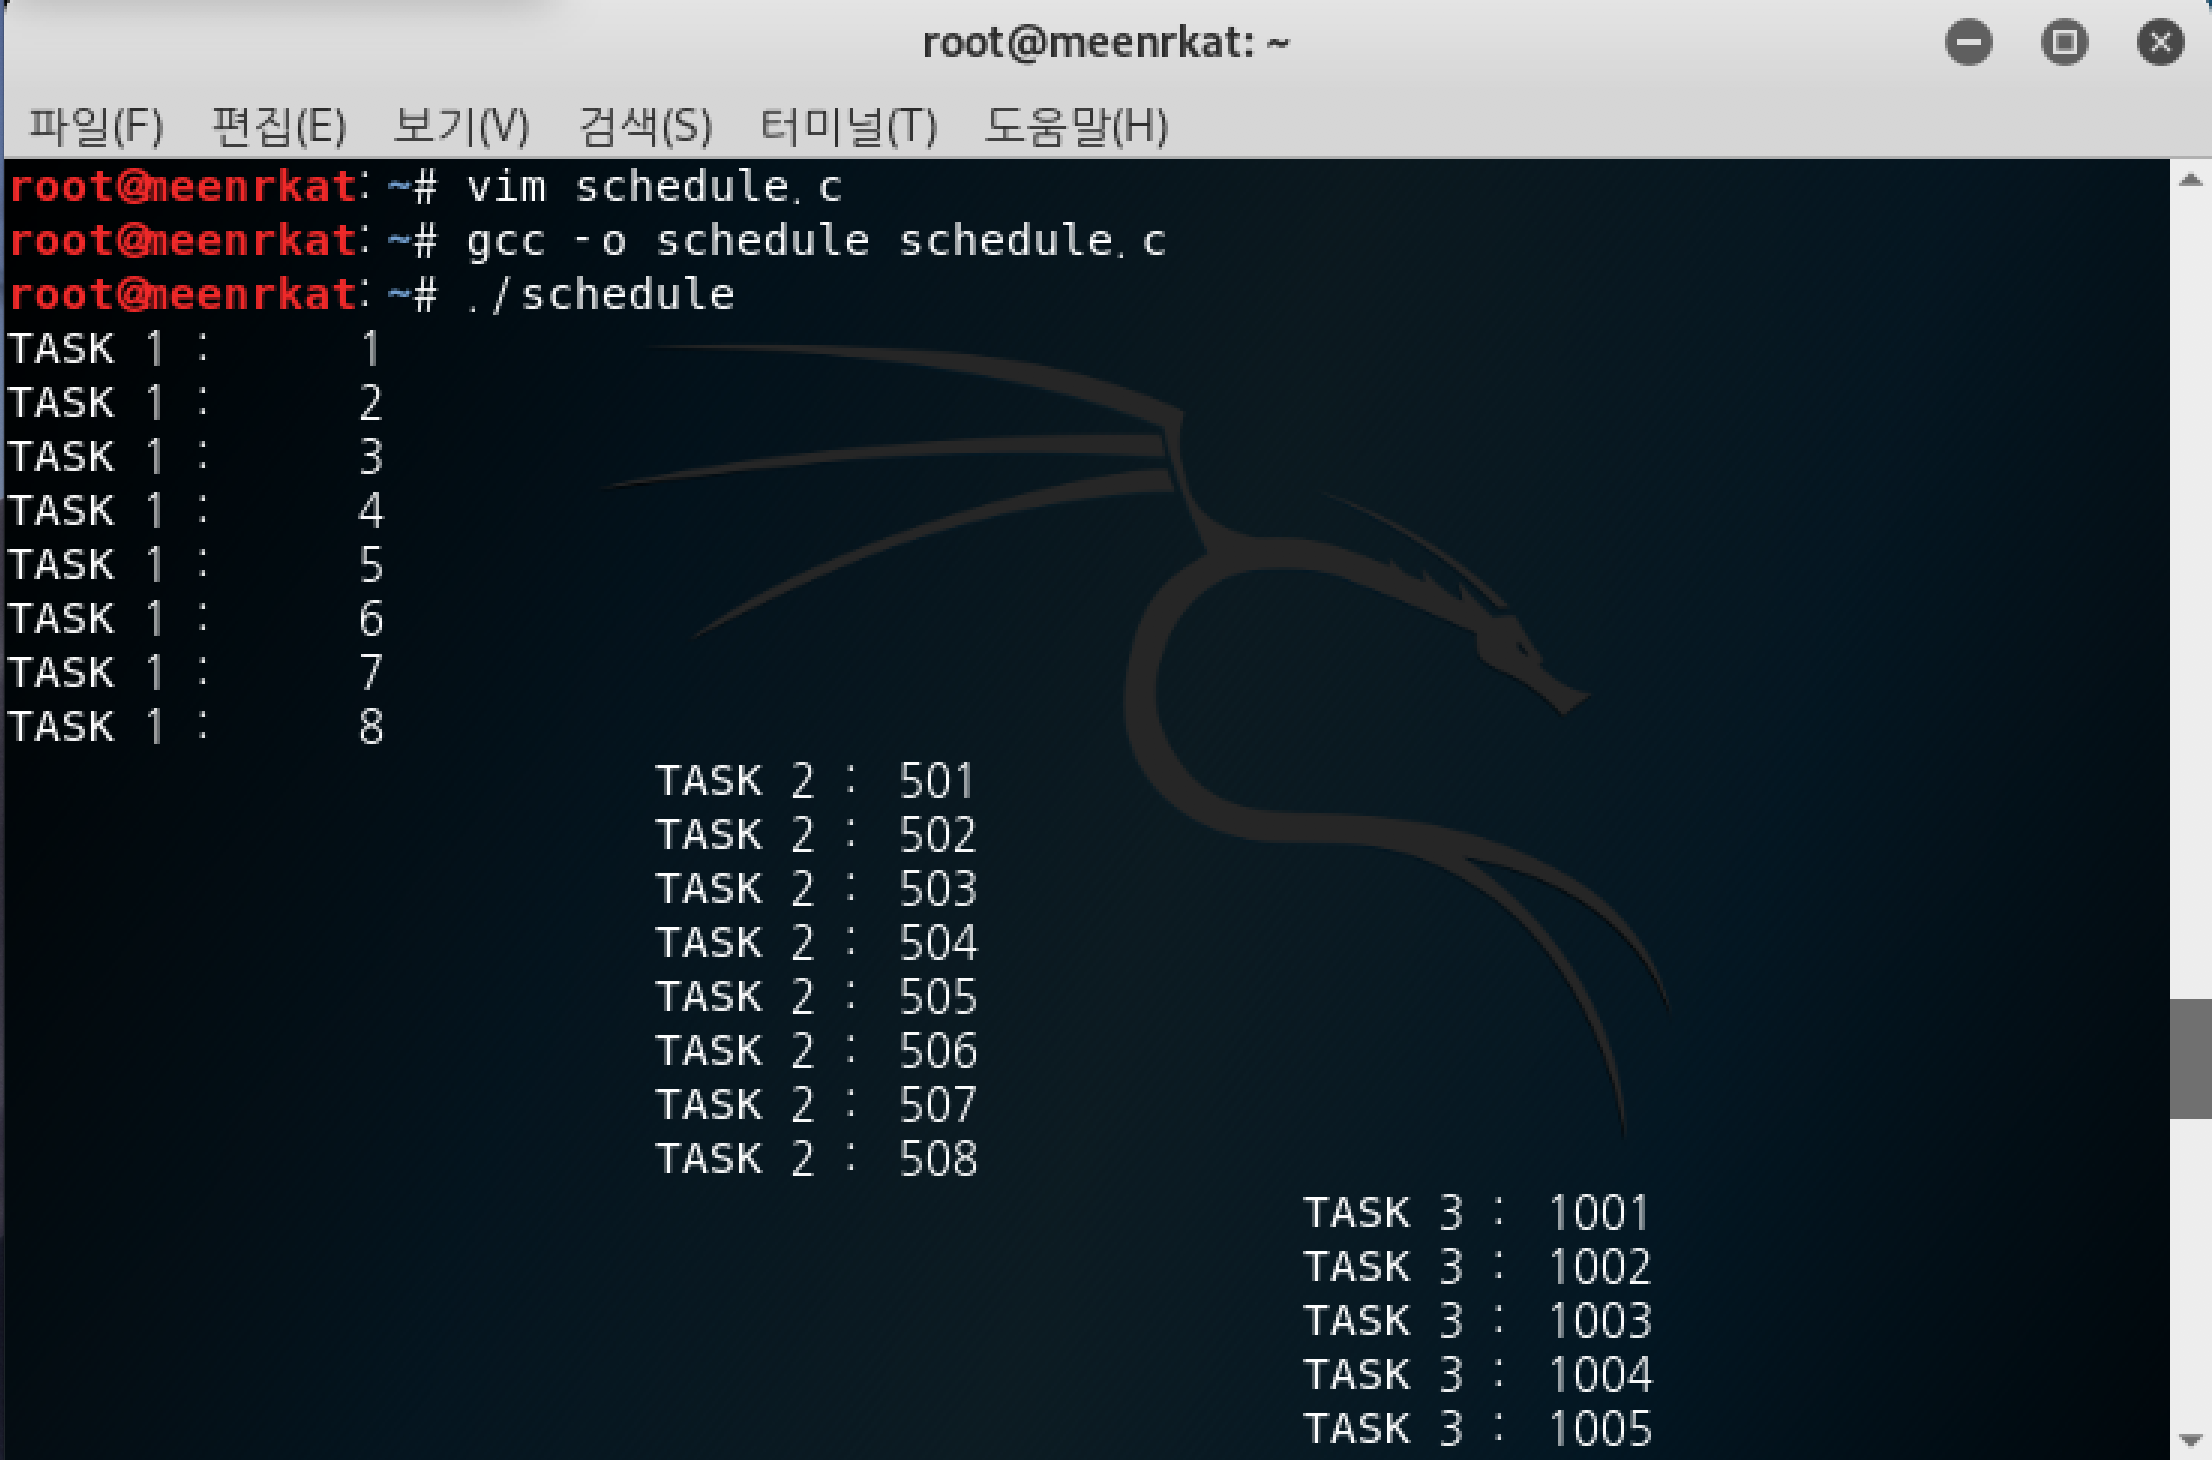 root@meenrkat: ~
파일(F) 편집(E) 보기(V) 검색(S) 터미널(T) 도움말(H)
root@meenrkat:~# vim schedule.c
root@meenrkat:~# gcc -o schedule schedule.c
root@meenrkat:~# ./schedule
TASK 1 : 1
TASK 1 : 2
TASK 1 : 3
TASK 1 : 4
TASK 1 : 5
TASK 1 : 6
TASK 1 : 7
TASK 1 : 8
TASK 2 : 501
TASK 2 : 502
TASK 2 : 503
TASK 2 : 504
TASK 2 : 505
TASK 2 : 506
TASK 2 : 507
TASK 2 : 508
TASK 3 : 1001
TASK 3 : 1002
TASK 3 : 1003
TASK 3 : 1004
TASK 3 : 1005